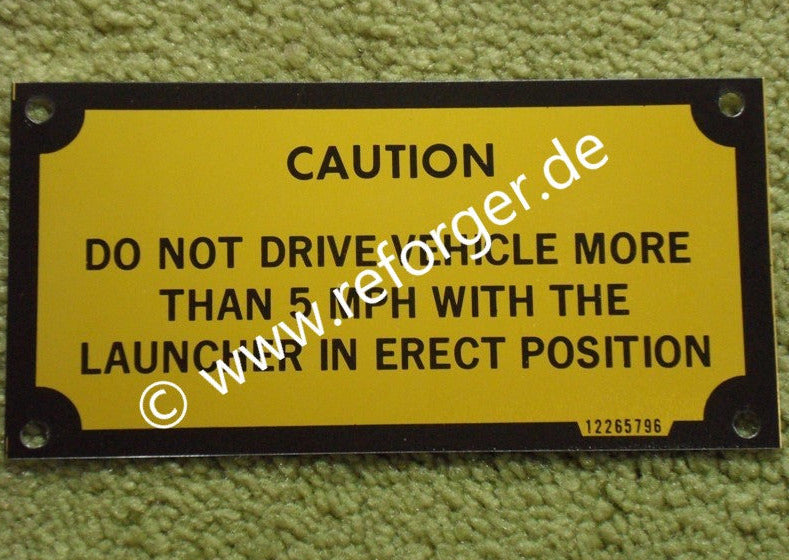 CAUTION
DO NOT DRIVE VEHICLE MORE
THAN 5 MPH WITH THE
LAUNCHER IN ERECT POSITION
12265796
© www.reforger.de